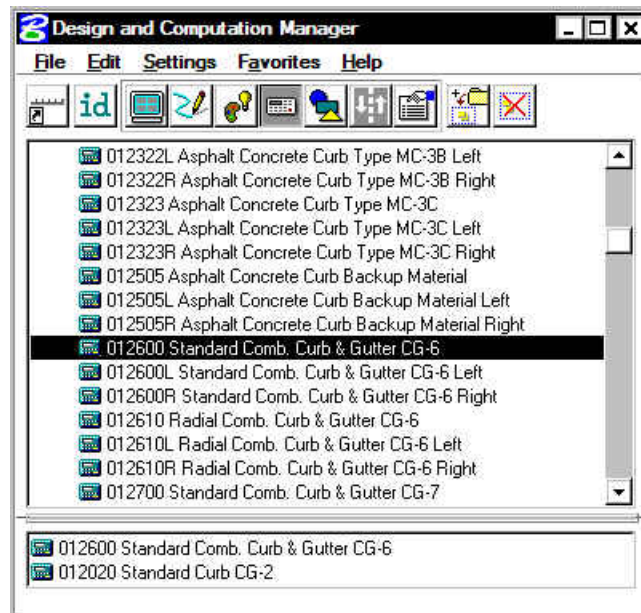 Design and Computation Manager
File Edit Settings Favorites Help
id
012322L Asphalt Concrete Curb Type MC-3B Left
012322R Asphalt Concrete Curb Type MC-3B Right
012323 Asphalt Concrete Curb Type MC-3C
012323L Asphalt Concrete Curb Type MC-3C Left
012323R Asphalt Concrete Curb Type MC-3C Right
012505 Asphalt Concrete Curb Backup Material
012505L Asphalt Concrete Curb Backup Material Left
012505R Asphalt Concrete Curb Backup Material Right
012600 Standard Comb. Curb & Gutter CG-6
012600L Standard Comb. Curb & Gutter CG-6 Left
012600R Standard Comb. Curb & Gutter CG-6 Right
012610 Radial Comb. Curb & Gutter CG-6
012610L Radial Comb. Curb & Gutter CG-6 Left
012610R Radial Comb. Curb & Gutter CG-6 Right
012700 Standard Comb. Curb & Gutter CG-7
012600 Standard Comb. Curb & Gutter CG-6
012020 Standard Curb CG-2